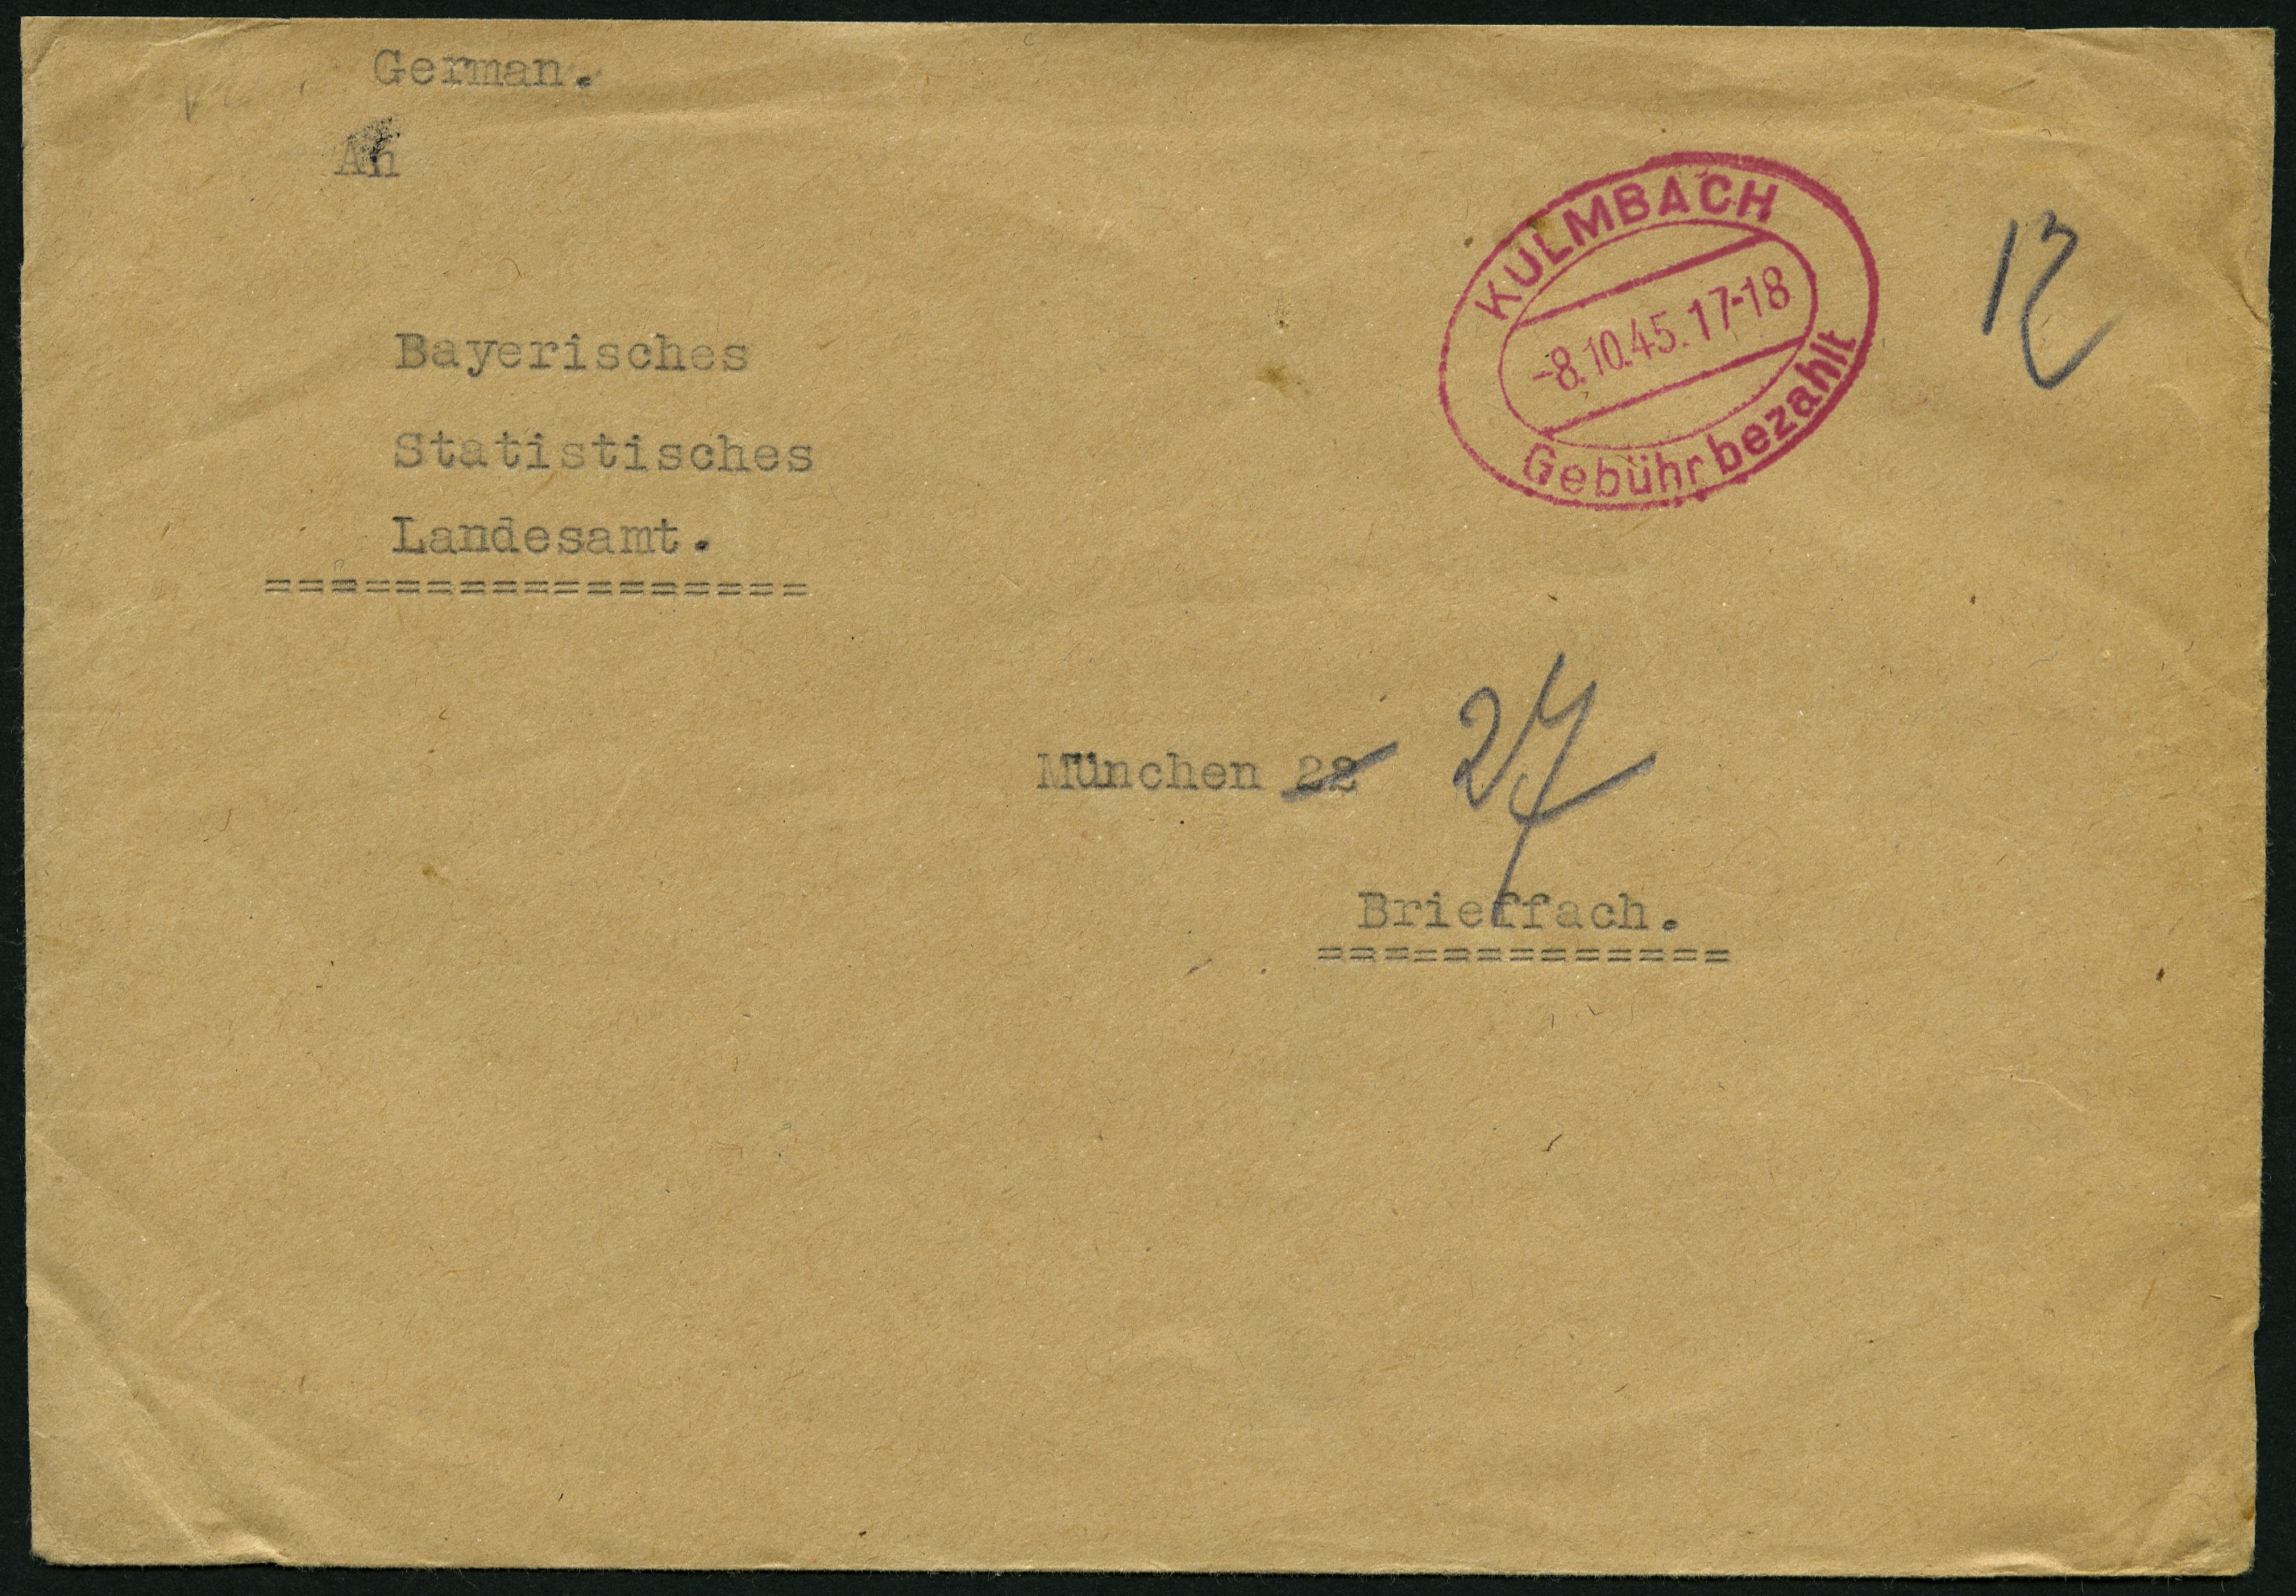 German.
An
KULMBACH
-8.10.45.17-18
Gebühr bezahlt
12
Bayerisches
Statistisches
Landesamt.
=================
München 22 27
Brieffach.
=============